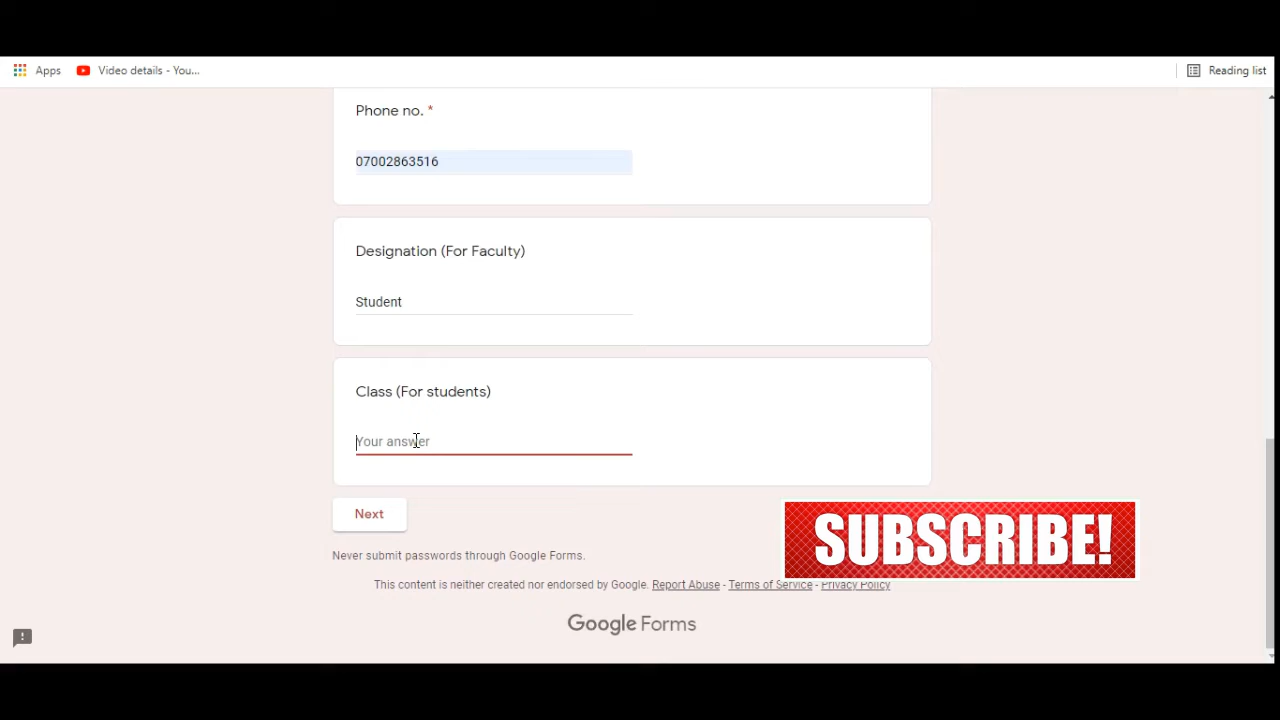 Apps
Video details - You...
Reading list
Phone no. *
07002863516
Designation (For Faculty)
Student
Class (For students)
Your answer
Next
SUBSCRIBE!
Never submit passwords through Google Forms.
This content is neither created nor endorsed by Google. Report Abuse - Terms of Service - Privacy Policy
Google Forms